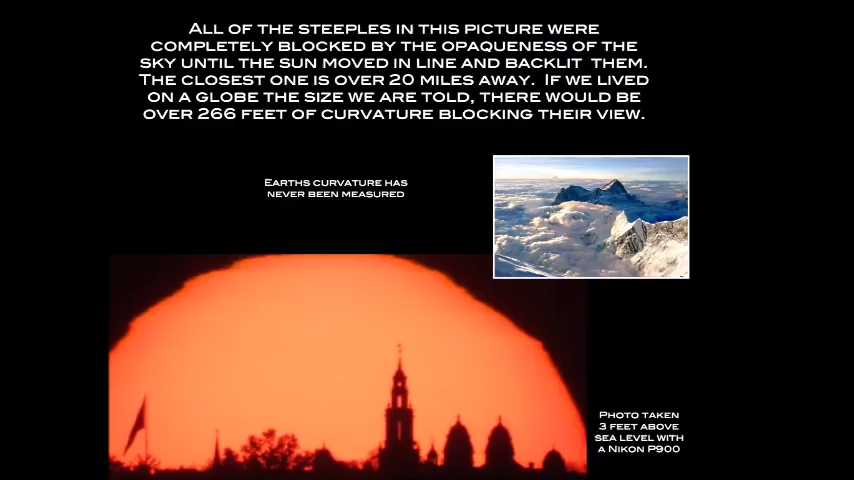 ALL OF THE STEEPLES IN THIS PICTURE WERE
COMPLETELY BLOCKED BY THE OPAQUENESS OF THE
SKY UNTIL THE SUN MOVED IN LINE AND BACKLIT THEM.
THE CLOSEST ONE IS OVER 20 MILES AWAY. IF WE LIVED
ON A GLOBE THE SIZE WE ARE TOLD, THERE WOULD BE
OVER 266 FEET OF CURVATURE BLOCKING THEIR VIEW.
EARTHS CURVATURE HAS
NEVER BEEN MEASURED
PHOTO TAKEN
3 FEET ABOVE
SEA LEVEL WITH
A NIKON P900